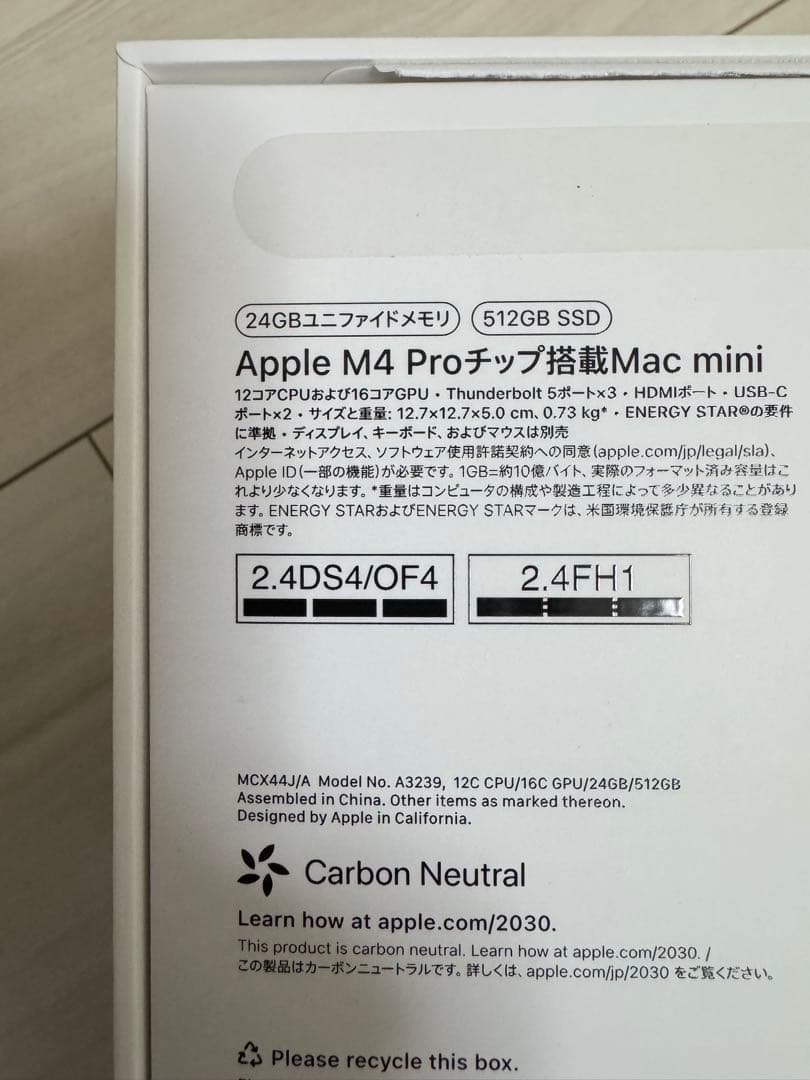 24GBユニファイドメモリ 512GB SSD
Apple M4 Proチップ搭載Mac mini
12コアCPUおよび16コアGPU・Thunderbolt 5ポート×3・HDMIポート・USB-C
ポート×2・サイズと重量: 12.7×12.7×5.0 cm、0.73 kg*・ENERGY STAR®の要件
に準拠・ディスプレイ、キーボード、およびマウスは別売
インターネットアクセス、ソフトウェア使用許諾契約への同意(apple.com/jp/legal/sla)、
Apple ID(一部の機能)が必要です。1GB=約10億バイト、実際のフォーマット済み容量はこ
れより少なくなります。*重量はコンピュータの構成や製造工程によって多少異なることがあり
ます。ENERGY STARおよびENERGY STARマークは、米国環境保護庁が所有する登録
商標です。
2.4DS4/OF4 2.4FH1
MCX44J/A Model No. A3239, 12C CPU/16C GPU/24GB/512GB
Assembled in China. Other items as marked thereon.
Designed by Apple in California.
Carbon Neutral
Learn how at apple.com/2030.
This product is carbon neutral. Learn how at apple.com/2030. /
この製品はカーボンニュートラルです。詳しくは、apple.com/jp/2030 をご覧ください。
Please recycle this box.